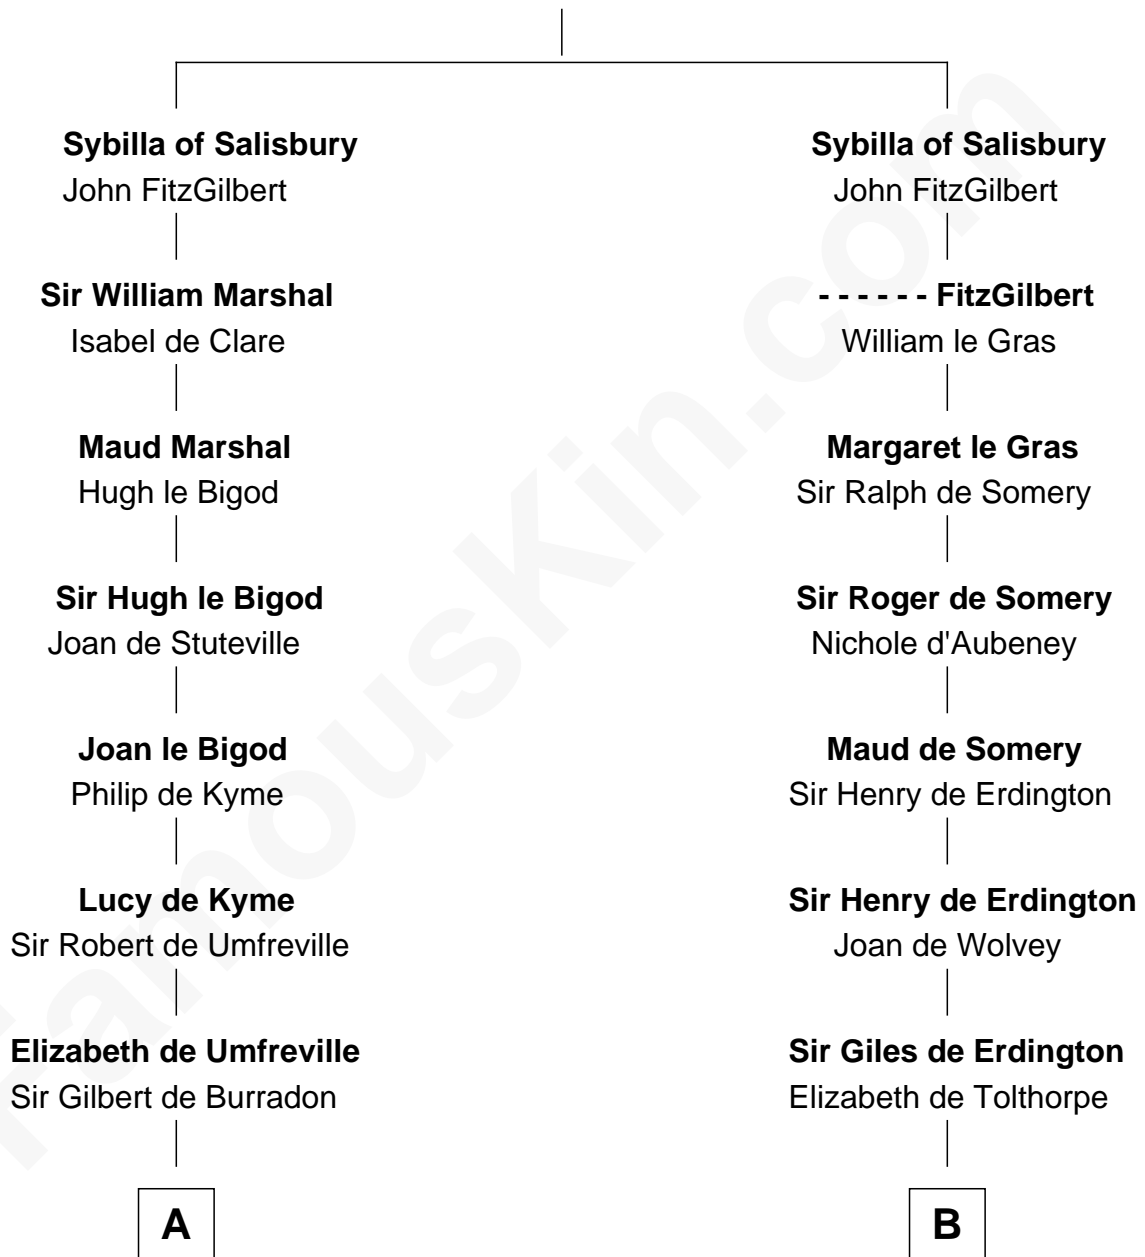 Sybilla of Salisbury
John FitzGilbert
Sir William Marshal
Isabel de Clare
Maud Marshal
Hugh le Bigod
Sir Hugh le Bigod
Joan de Stuteville
Joan le Bigod
Philip de Kyme
Lucy de Kyme
Sir Robert de Umfreville
Elizabeth de Umfreville
Sir Gilbert de Burradon
A
Sybilla of Salisbury
John FitzGilbert
- - - - - - FitzGilbert
William le Gras
Margaret le Gras
Sir Ralph de Somery
Sir Roger de Somery
Nichole d'Aubeney
Maud de Somery
Sir Henry de Erdington
Sir Henry de Erdington
Joan de Wolvey
Sir Giles de Erdington
Elizabeth de Tolthorpe
B
FamousKin.com